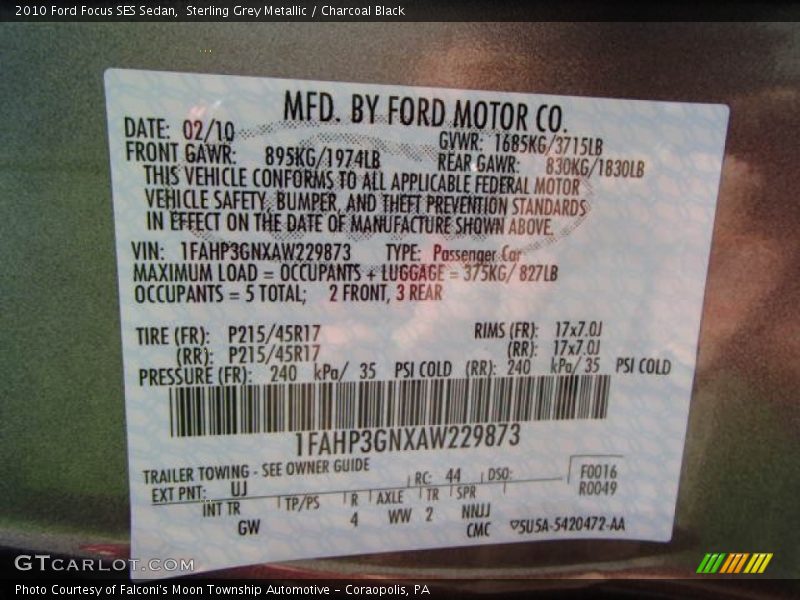 2010 Ford Focus SES Sedan,  Sterling Grey Metallic / Charcoal Black
MFD. BY FORD MOTOR CO.
DATE: 02/10 GVWR: 1685KG/3715LB
FRONT GAWR: 895KG/1974LB REAR GAWR: 830KG/1830LB
THIS VEHICLE CONFORMS TO ALL APPLICABLE FEDERAL MOTOR
VEHICLE SAFETY, BUMPER, AND THEFT PREVENTION STANDARDS
IN EFFECT ON THE DATE OF MANUFACTURE SHOWN ABOVE.
VIN: 1FAHP3GNXAW229873 TYPE: Passenger Car
MAXIMUM LOAD = OCCUPANTS + LUGGAGE = 375KG/ 827LB
OCCUPANTS = 5 TOTAL; 2 FRONT, 3 REAR
TIRE (FR): P215/45R17 RIMS (FR): 17x7.0J
(RR): P215/45R17 (RR): 17x7.0J
PRESSURE (FR): 240 kPa/ 35 PSI COLD (RR): 240 kPa/ 35 PSI COLD
1FAHP3GNXAW229873
TRAILER TOWING - SEE OWNER GUIDE
EXT PNT: UJ RC: 44 DSO: F0016
R0049
INT TR TP/PS R AXLE TR SPR
GW 4 WW 2 NNJJ
CMC ▽5U5A-5420472-AA
GTCARLOT.COM
Photo Courtesy of Falconi's Moon Township Automotive – Coraopolis, PA